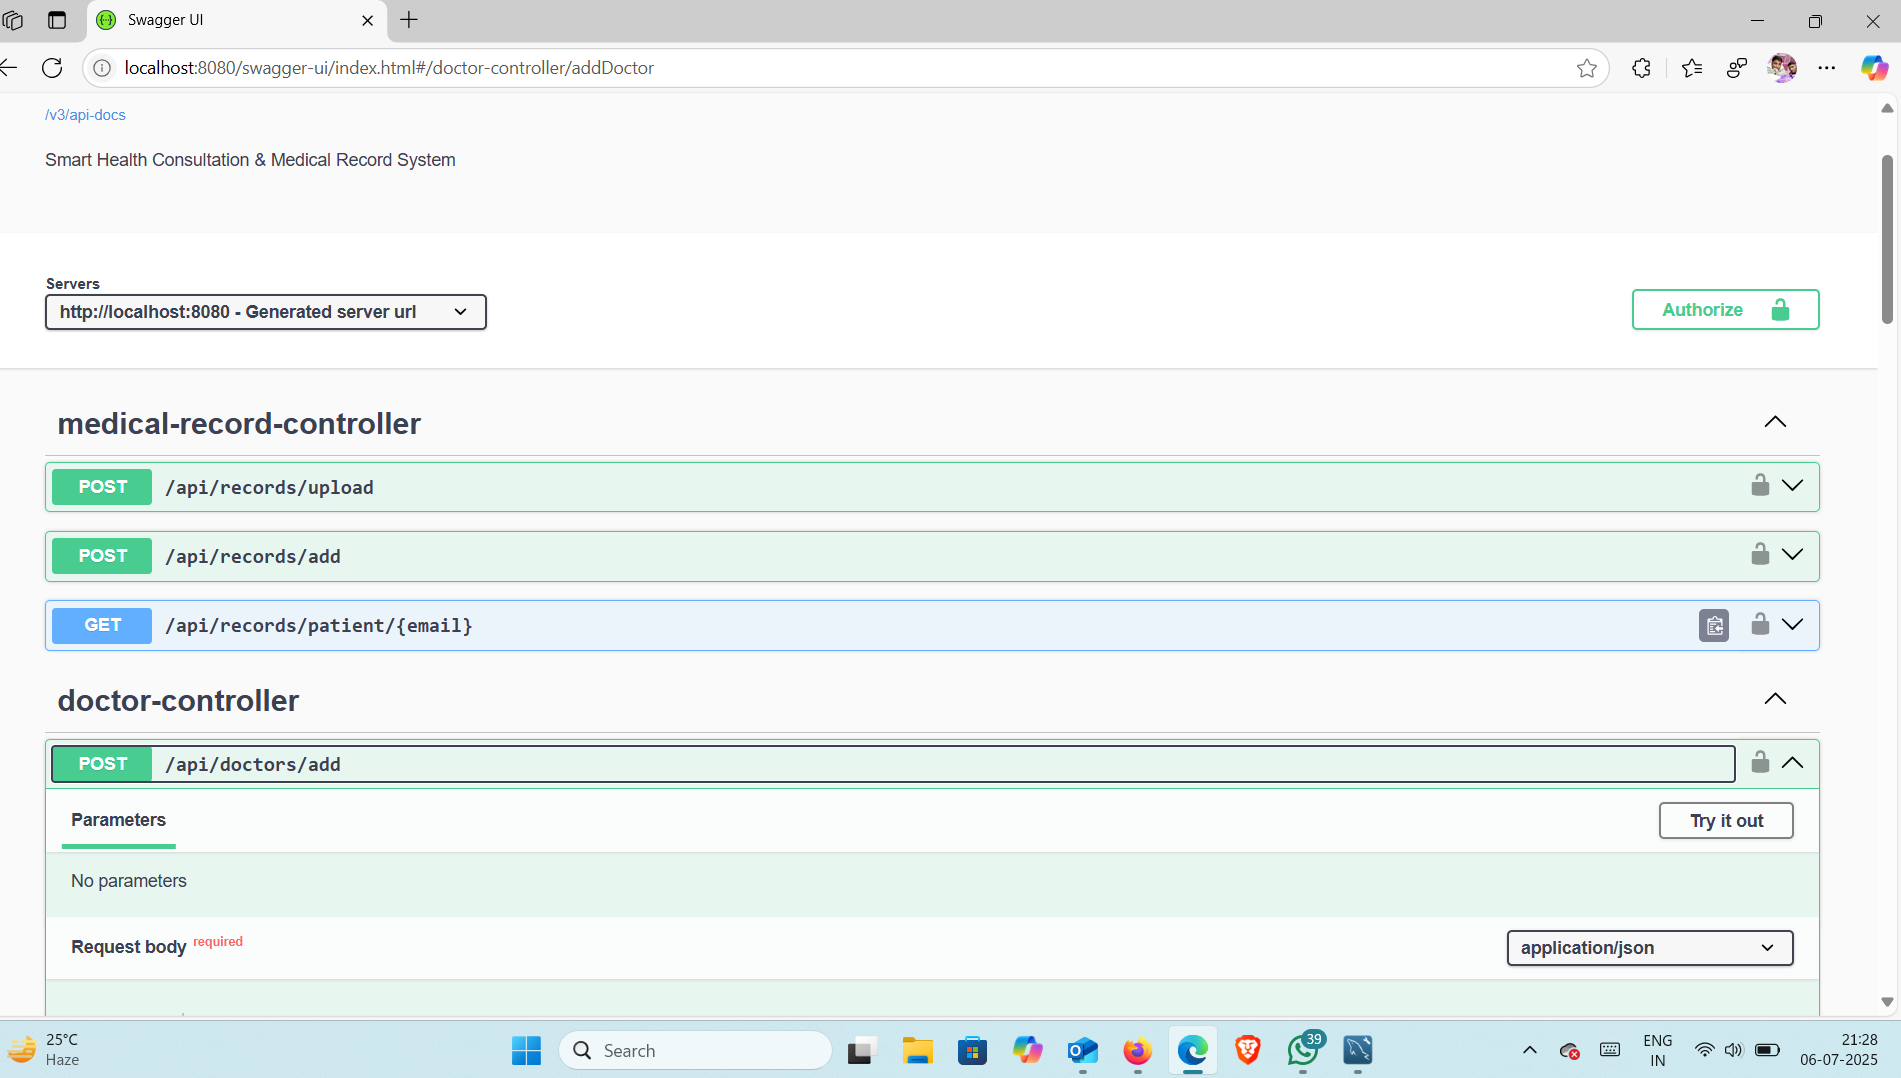 Swagger UI
localhost:8080/swagger-ui/index.html#/doctor-controller/addDoctor
/v3/api-docs
Smart Health Consultation & Medical Record System
Servers
http://localhost:8080 - Generated server url
Authorize
medical-record-controller
POST /api/records/upload
POST /api/records/add
GET /api/records/patient/{email}
doctor-controller
POST /api/doctors/add
Parameters
Try it out
No parameters
Request body required
application/json
25°C
Haze
Search
39
ENG
IN
21:28
06-07-2025